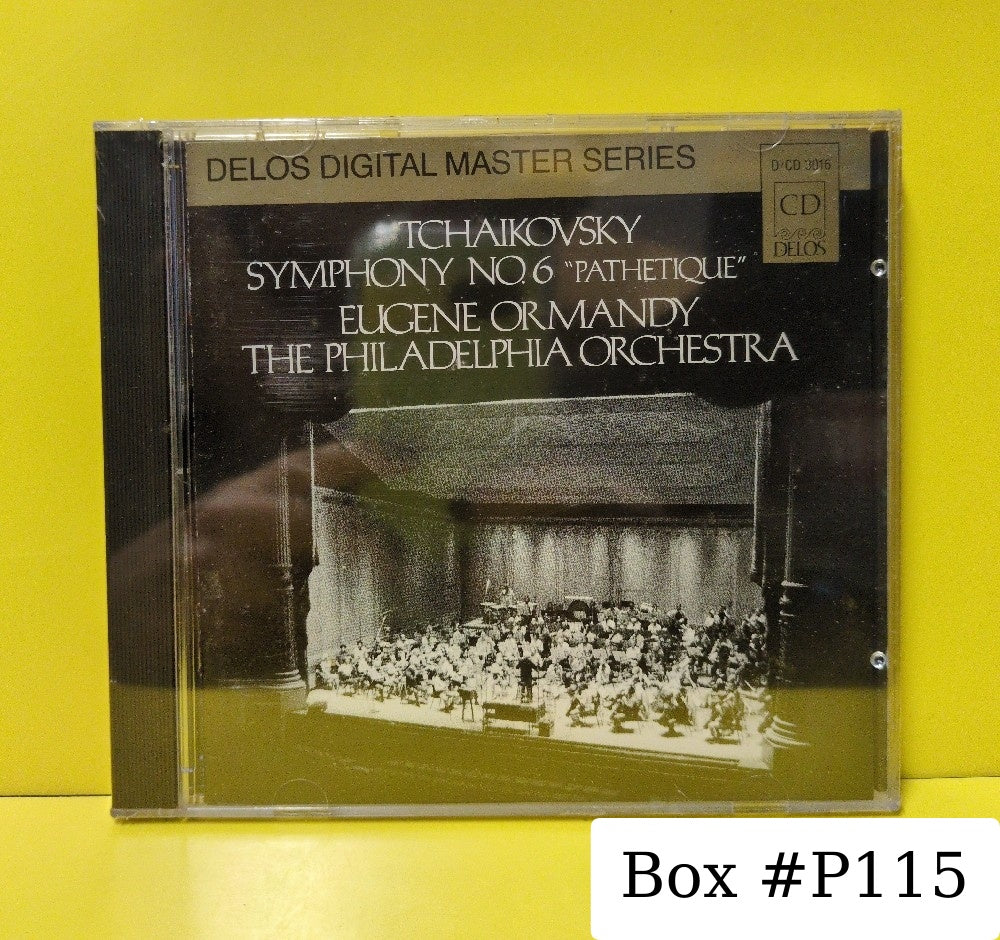 DELOS DIGITAL MASTER SERIES
D/CD 3016
CD
DELOS
TCHAIKOVSKY
SYMPHONY NO. 6 "PATHETIQUE"
EUGENE ORMANDY
THE PHILADELPHIA ORCHESTRA
Box #P115